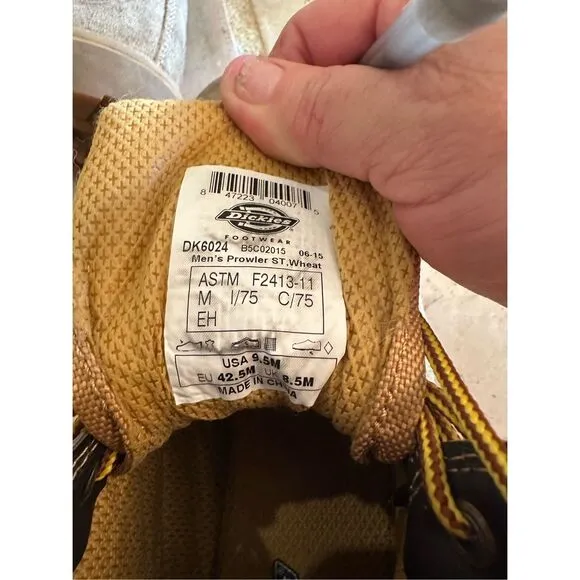 8 47223 04007 5
Dickies
FOOTWEAR
DK6024 B5C02015 06-15
Men's Prowler ST.Wheat
ASTM F2413-11
M I/75 C/75
EH
USA 9.5M
EU 42.5M UK 8.5M
MADE IN CHINA